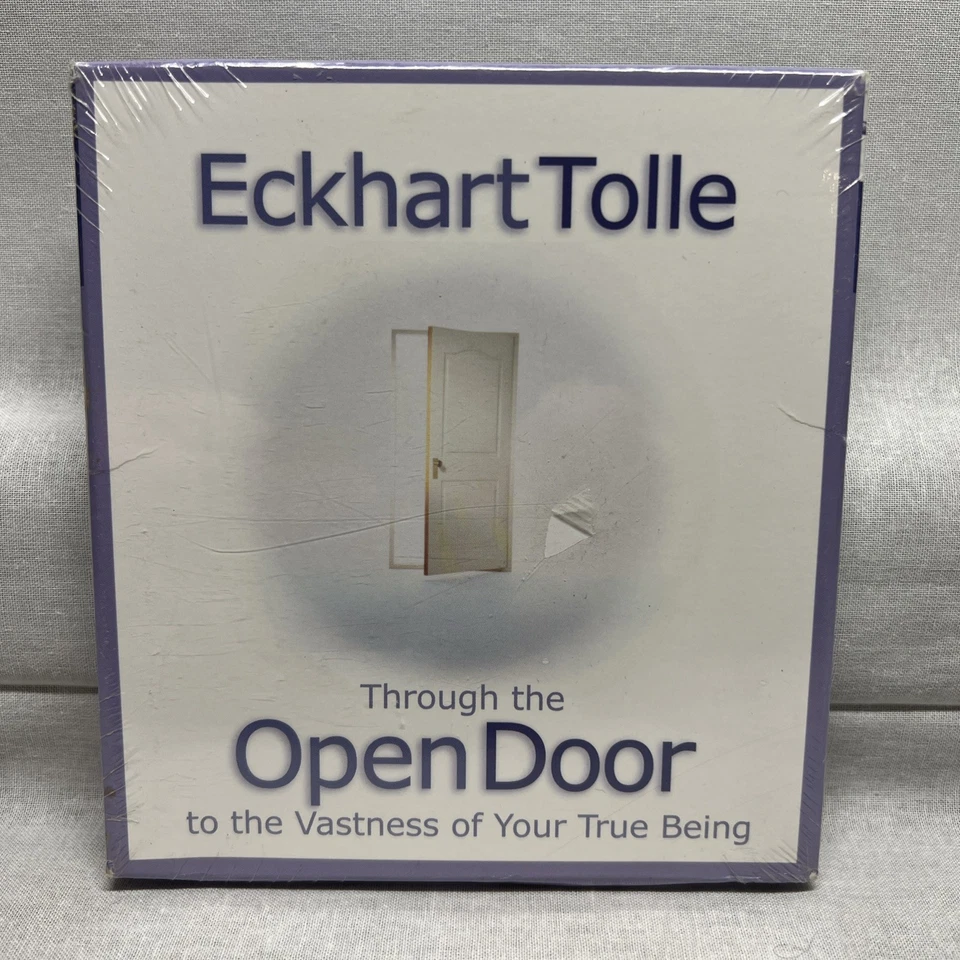 Eckhart Tolle
Through the
Open Door
to the Vastness of Your True Being